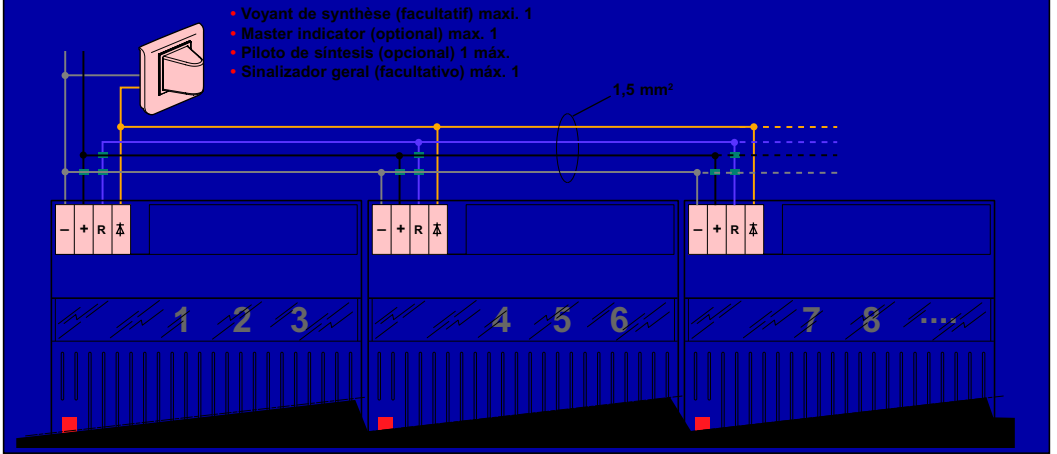 • Voyant de synthèse (facultatif) maxi. 1
• Master indicator (optional) max. 1
• Piloto de síntesis (opcional) 1 máx.
• Sinalizador geral (facultativo) máx. 1
1,5 mm²
– + R – + R – + R
1 2 3 4 5 6 7 8 ....